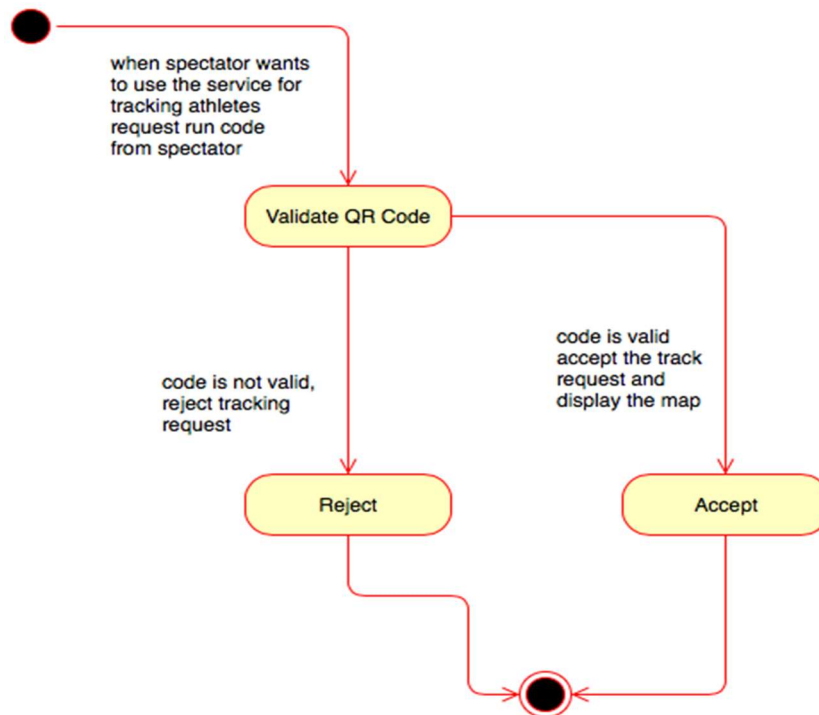 when spectator wants
to use the service for
tracking athletes
request run code
from spectator
Validate QR Code
code is not valid,
reject tracking
request
code is valid
accept the track
request and
display the map
Reject
Accept